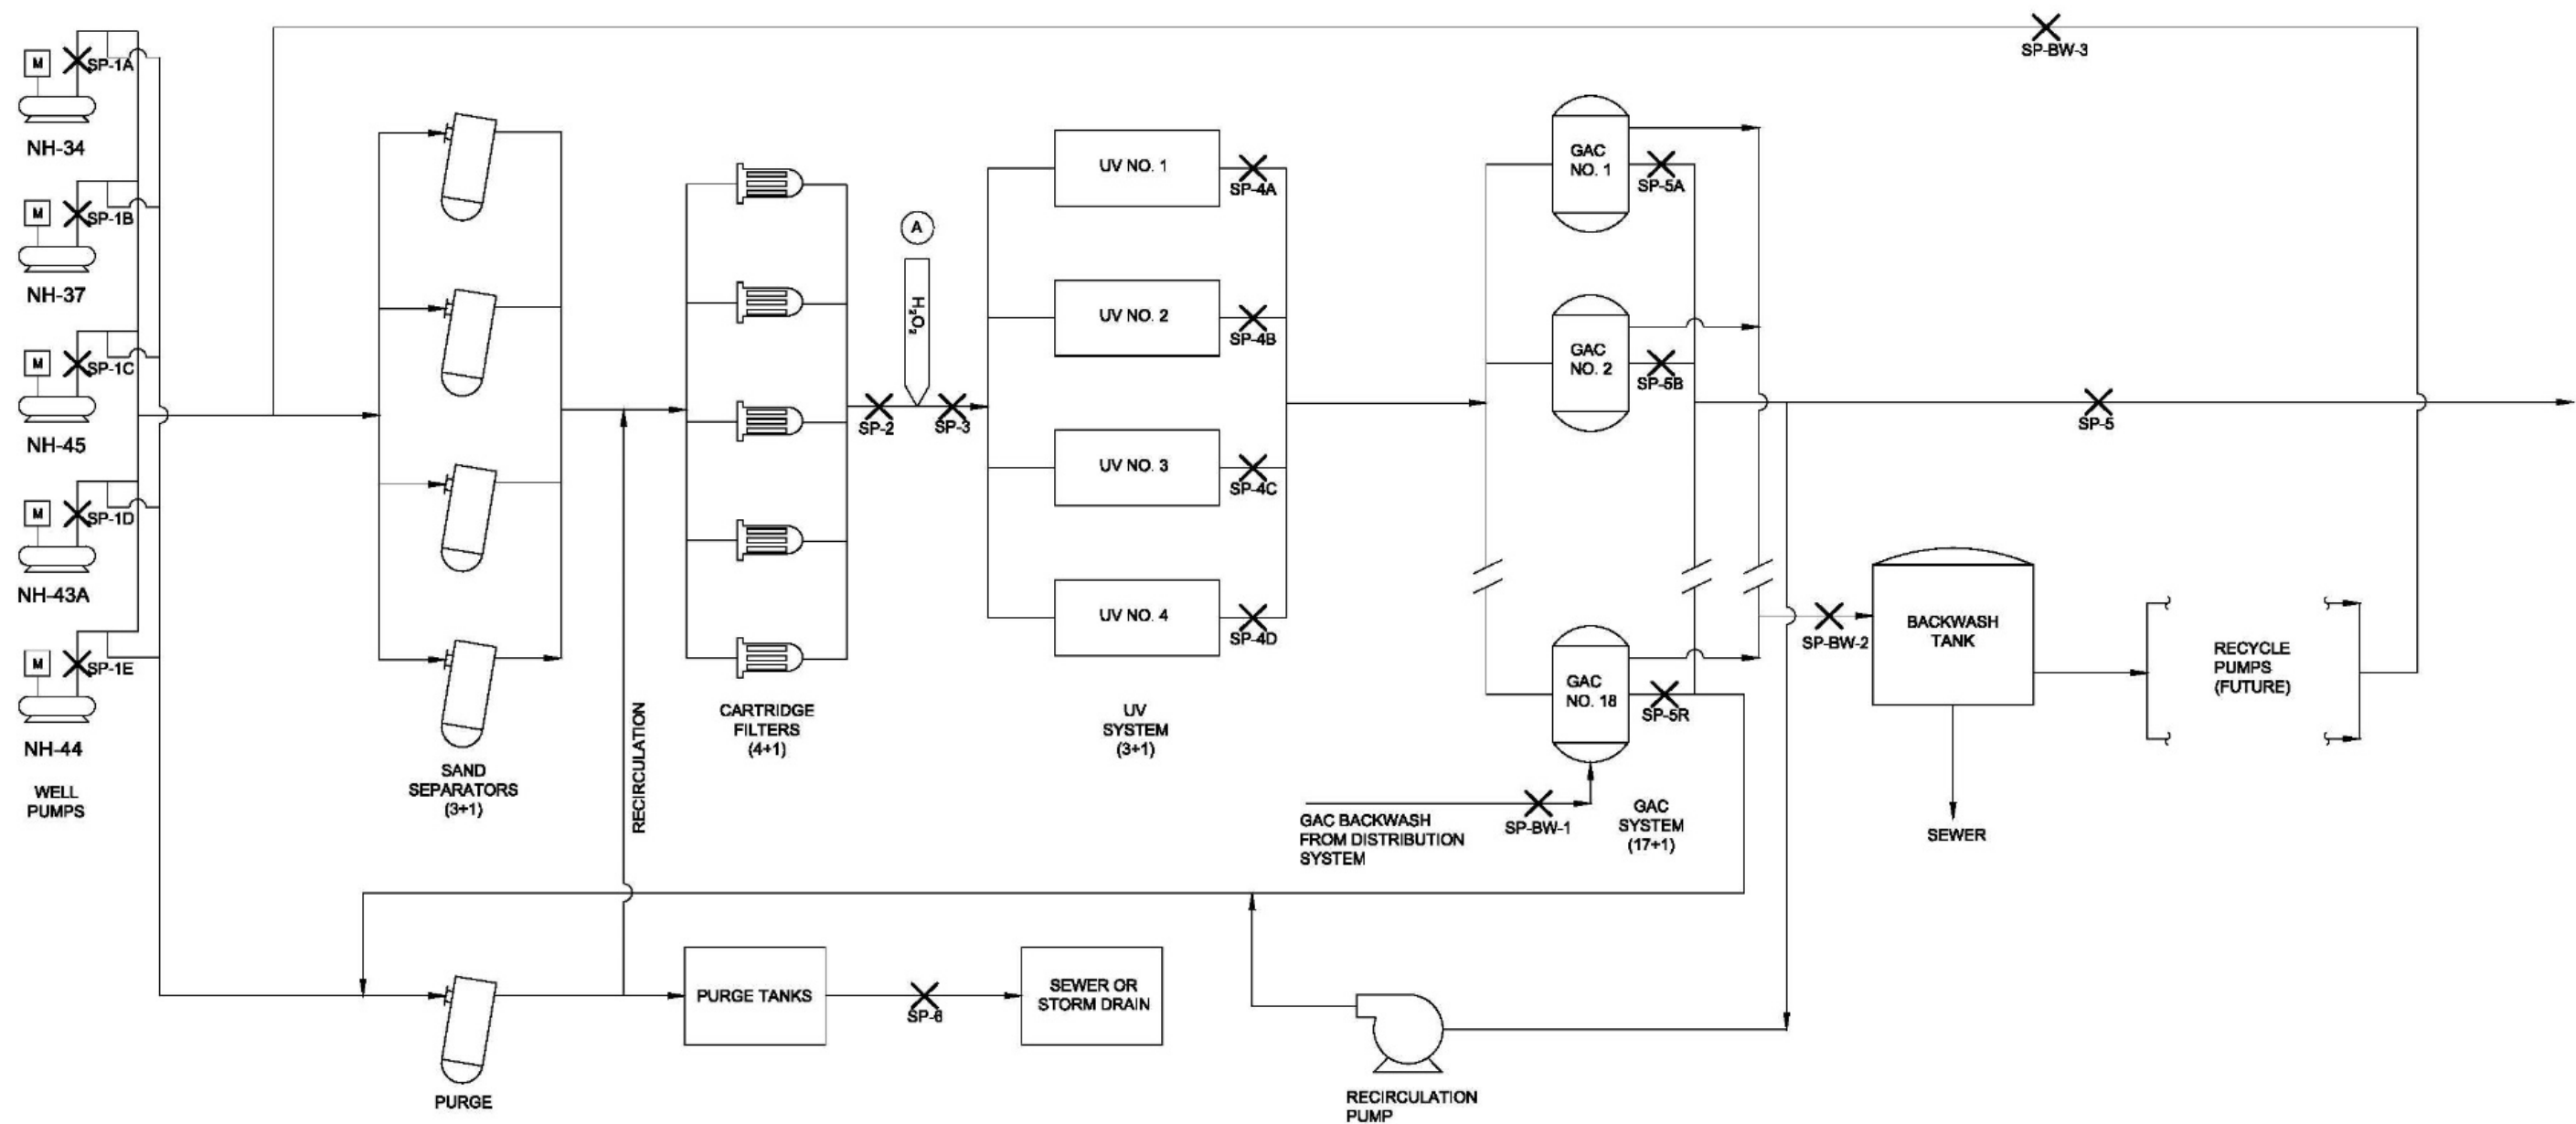 SP-BW-3
M
SP-1A
NH-34
M
SP-1B
NH-37
M
SP-1C
NH-45
M
SP-1D
NH-43A
M
SP-1E
NH-44
WELL
PUMPS
SAND
SEPARATORS
(3+1)
RECIRCULATION
CARTRIDGE
FILTERS
(4+1)
SP-2
A
H₂O₂
SP-3
UV NO. 1
SP-4A
UV NO. 2
SP-4B
UV NO. 3
SP-4C
UV NO. 4
SP-4D
UV
SYSTEM
(3+1)
GAC
NO. 1
SP-5A
GAC
NO. 2
SP-5B
GAC
NO. 18
SP-5R
GAC BACKWASH
FROM DISTRIBUTION
SYSTEM
SP-BW-1
GAC
SYSTEM
(17+1)
SP-5
SP-BW-2
BACKWASH
TANK
SEWER
RECYCLE
PUMPS
(FUTURE)
PURGE
PURGE TANKS
SP-6
SEWER OR
STORM DRAIN
RECIRCULATION
PUMP